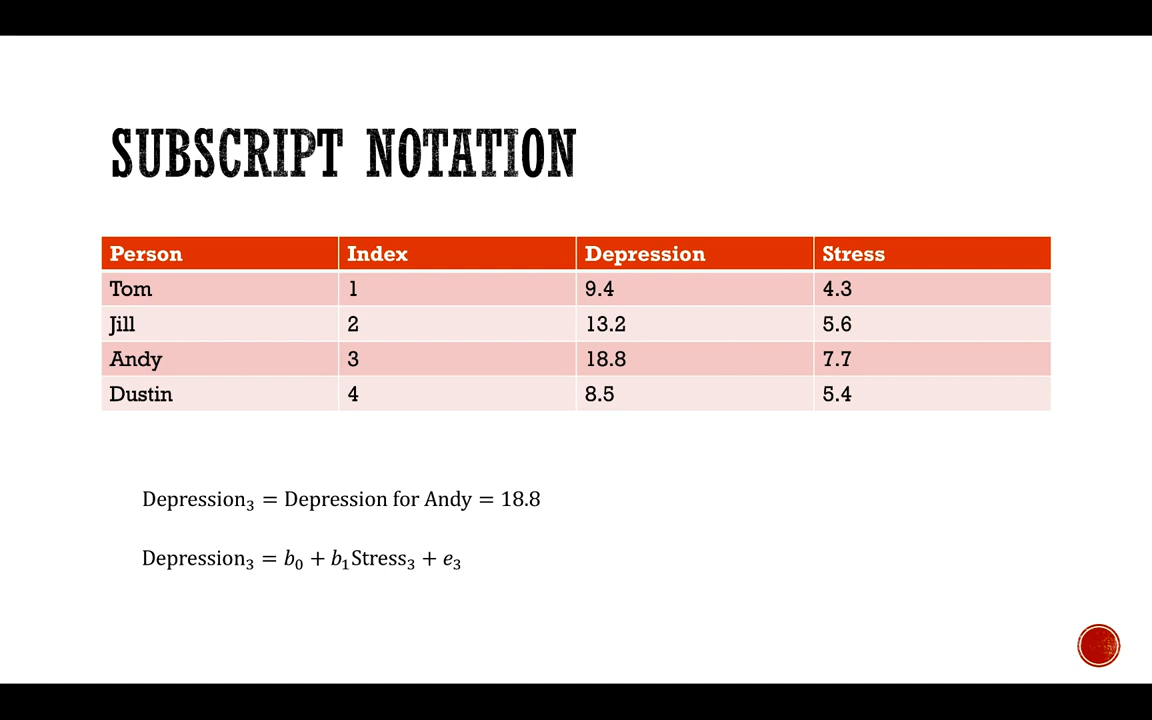 SUBSCRIPT NOTATION
Person Index Depression Stress
Tom 1 9.4 4.3
Jill 2 13.2 5.6
Andy 3 18.8 7.7
Dustin 4 8.5 5.4
Depression₃ = Depression for Andy = 18.8
Depression₃ = b₀ + b₁Stress₃ + e₃